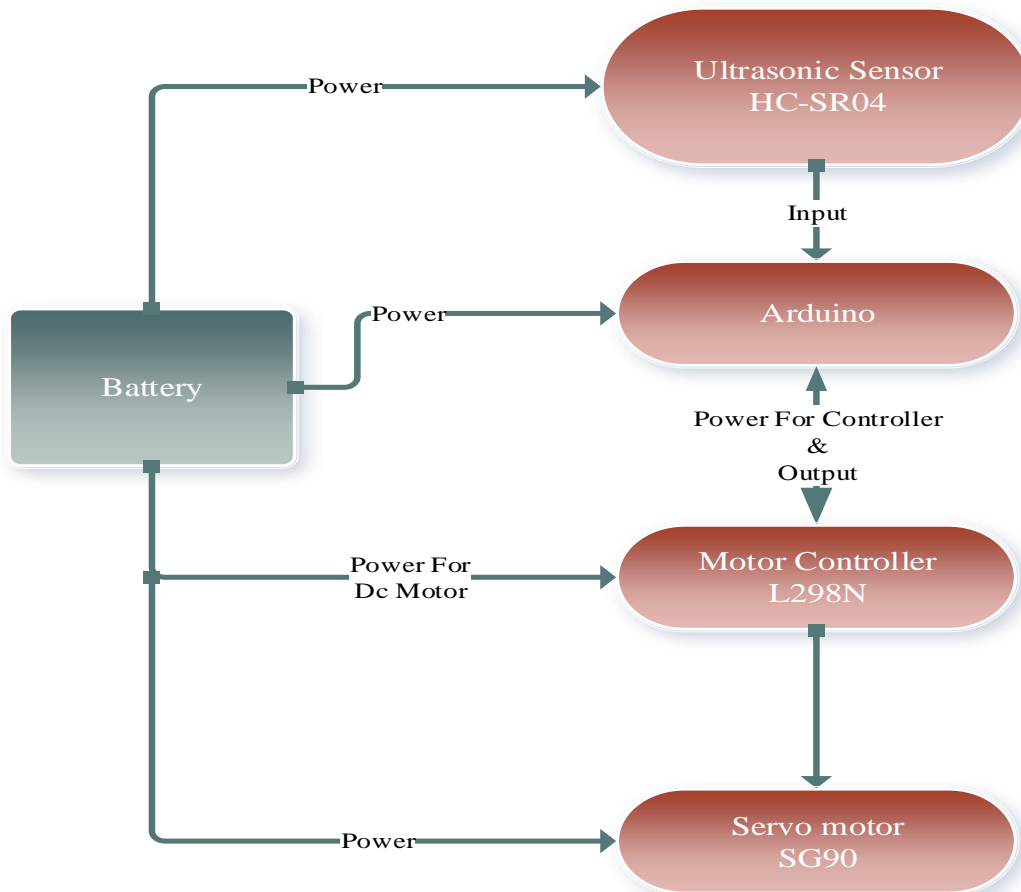 Ultrasonic Sensor
HC-SR04
Power
Input
Power
Arduino
Battery
Power For Controller
&
Output
Power For
Dc Motor
Motor Controller
L298N
Power
Servo motor
SG90